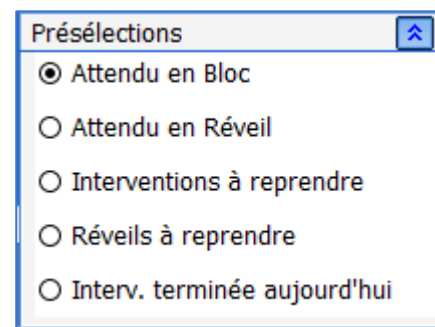 Présélections
Attendu en Bloc
Attendu en Réveil
Interventions à reprendre
Réveils à reprendre
Interv. terminée aujourd'hui